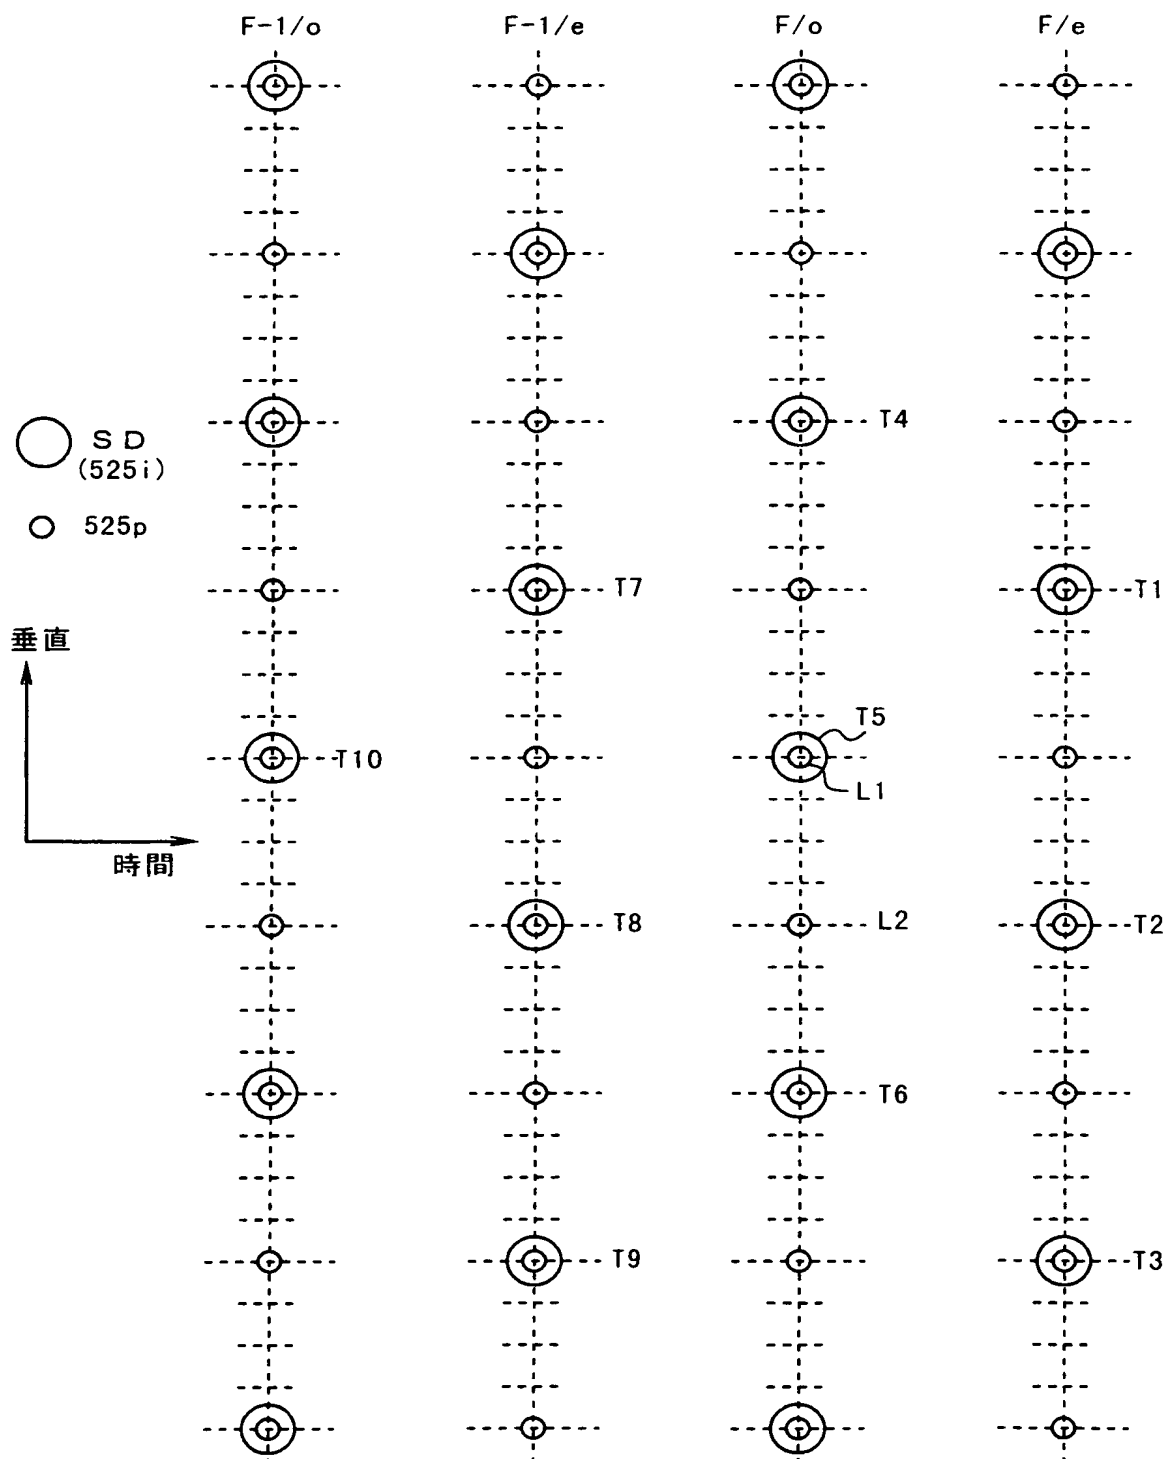 F-1/o F-1/e F/o F/e
T4
SD
(525i)
525p
T7 T1
垂直
T5
T10
L1
時間
T8 L2 T2
T6
T9 T3